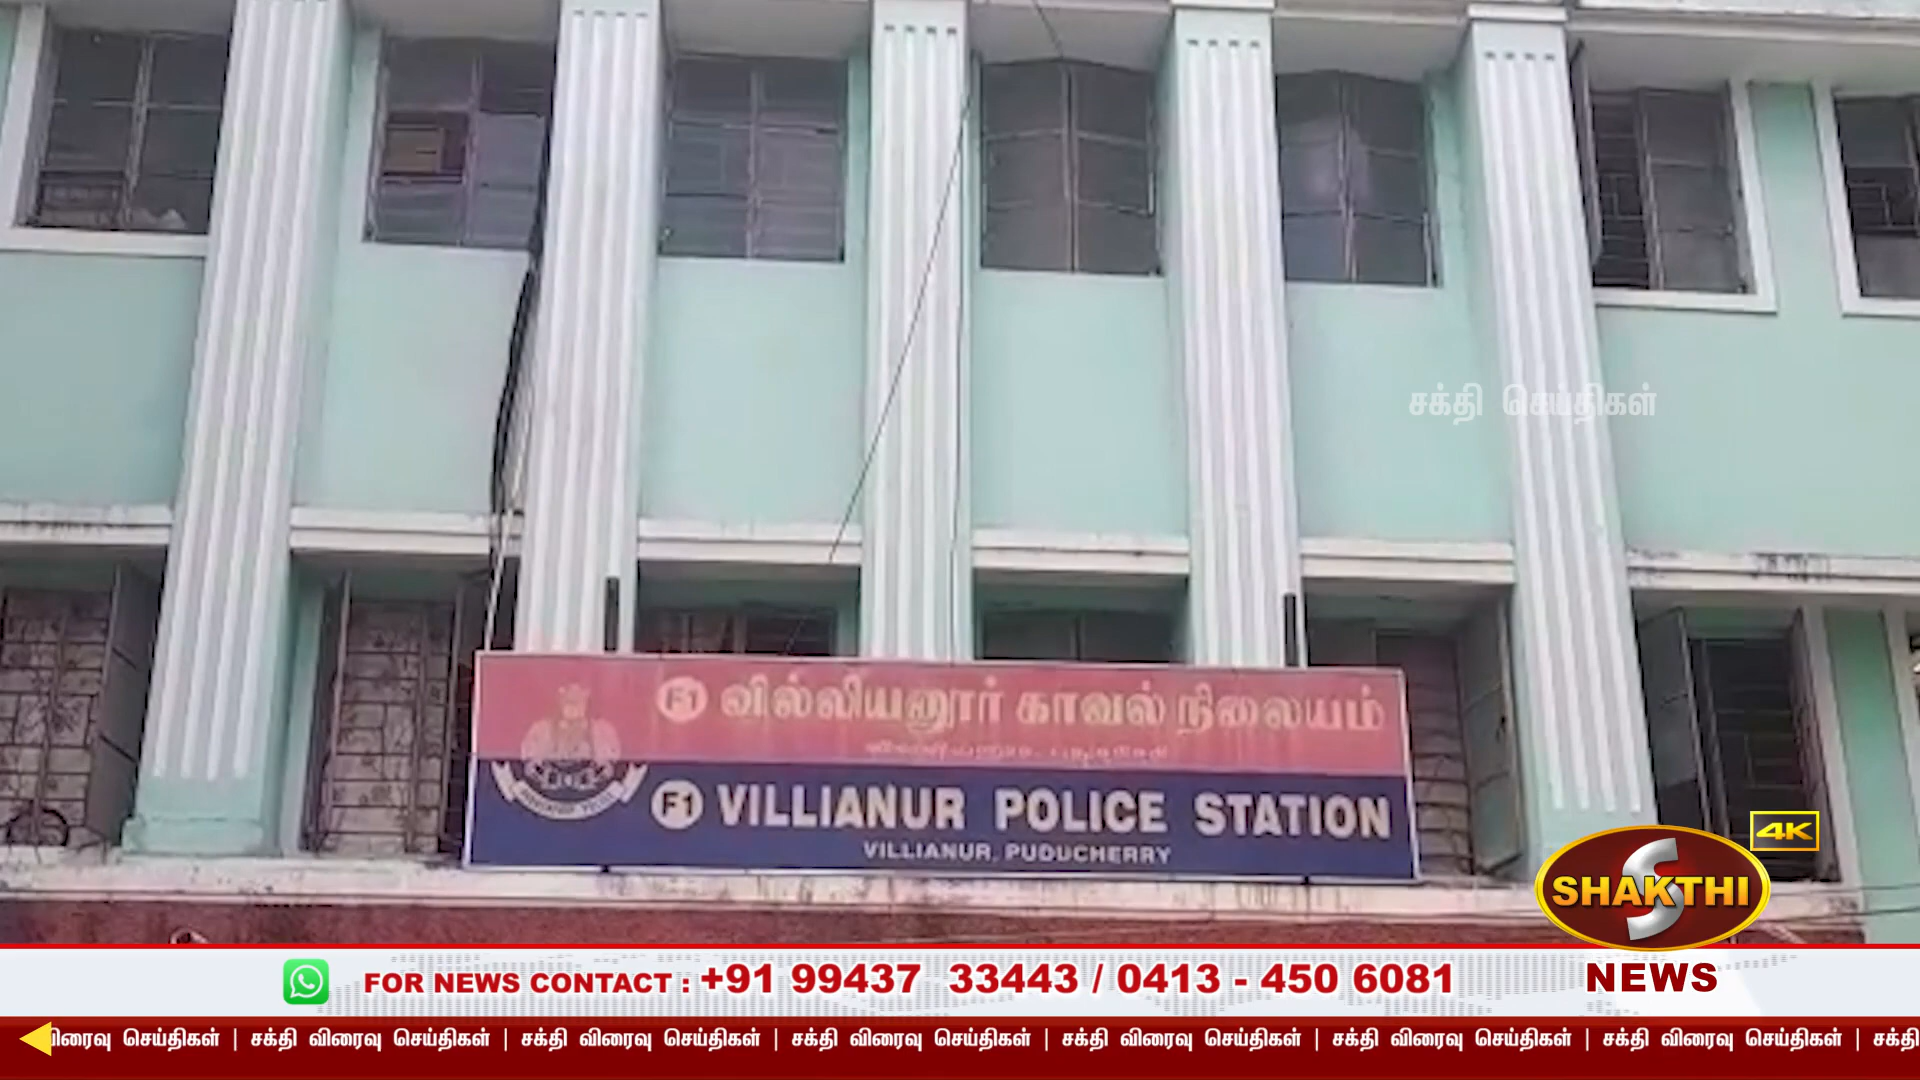 சக்தி செய்திகள்
F1 வில்லியனூர் காவல் நிலையம்
F1 VILLIANUR POLICE STATION
VILLIANUR, PUDUCHERRY
4K
SHAKTHI
NEWS
FOR NEWS CONTACT : +91 99437 33443 / 0413 - 450 6081
விரைவு செய்திகள் | சக்தி விரைவு செய்திகள் | சக்தி விரைவு செய்திகள் | சக்தி விரைவு செய்திகள் | சக்தி விரைவு செய்திகள் | சக்தி விரைவு செய்திகள் | சக்தி விரைவு செய்திகள் | சக்தி